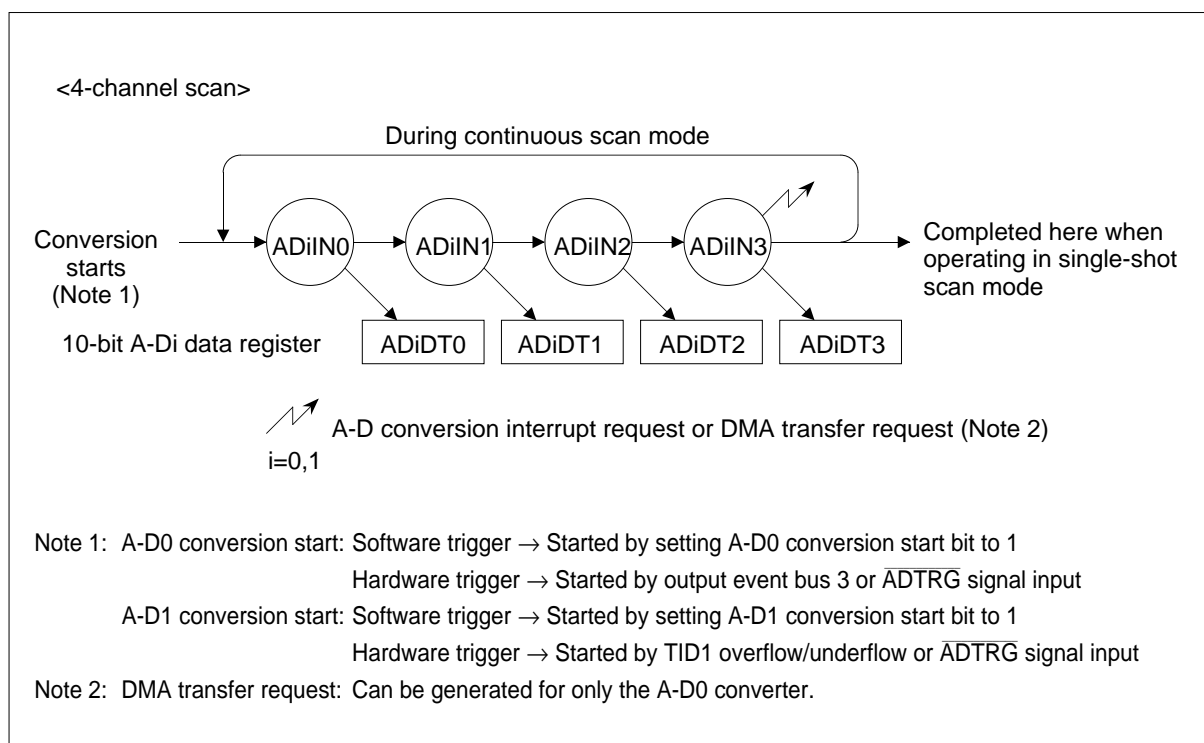 <4-channel scan>
During continuous scan mode
Conversion
starts
(Note 1)
ADiIN0
ADiIN1
ADiIN2
ADiIN3
Completed here when
operating in single-shot
scan mode
10-bit A-Di data register
ADiDT0
ADiDT1
ADiDT2
ADiDT3
A-D conversion interrupt request or DMA transfer request (Note 2)
i=0,1
Note 1: A-D0 conversion start: Software trigger → Started by setting A-D0 conversion start bit to 1
Hardware trigger → Started by output event bus 3 or A̅D̅T̅R̅G̅ signal input
A-D1 conversion start: Software trigger → Started by setting A-D1 conversion start bit to 1
Hardware trigger → Started by TID1 overflow/underflow or A̅D̅T̅R̅G̅ signal input
Note 2: DMA transfer request: Can be generated for only the A-D0 converter.